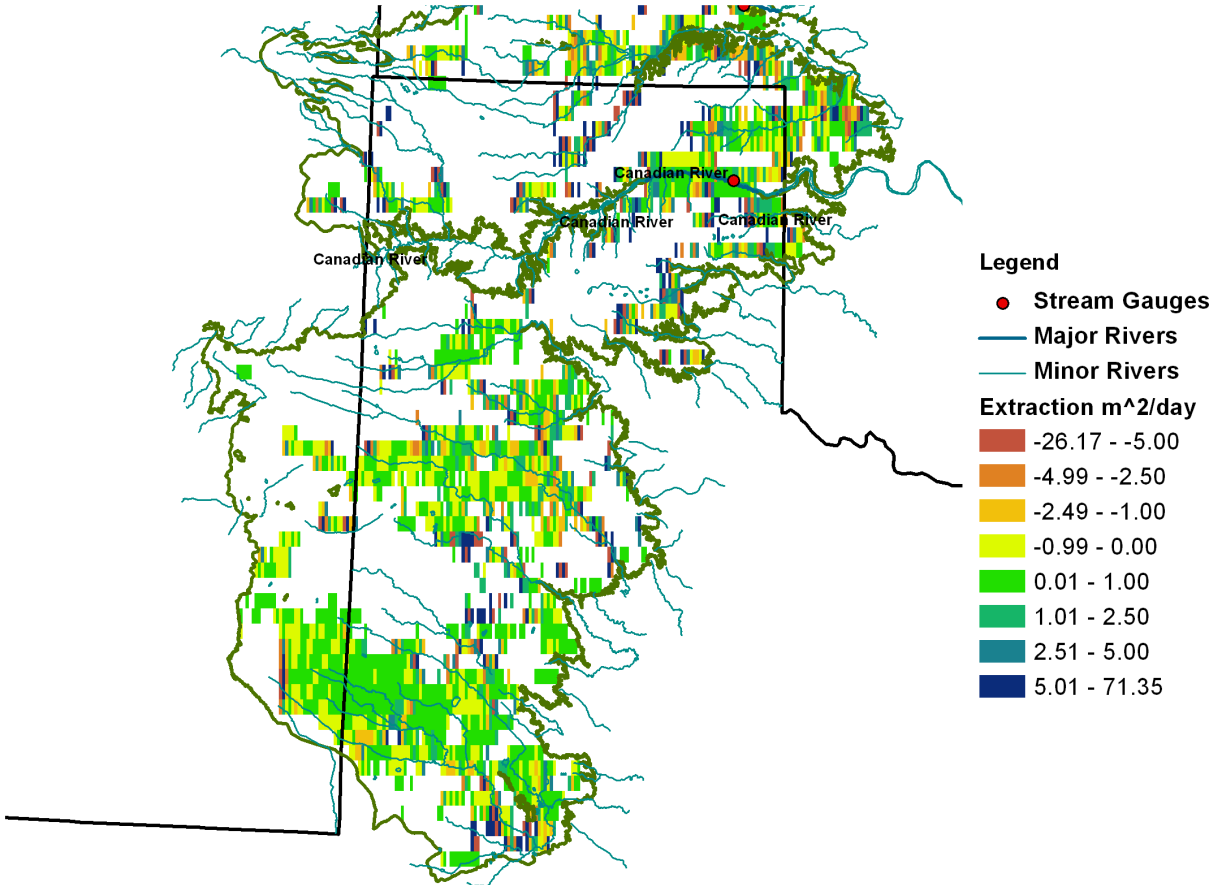 Canadian River
Canadian River
Canadian River
Canadian River
Legend
Stream Gauges
Major Rivers
Minor Rivers
Extraction m^2/day
-26.17 - -5.00
-4.99 - -2.50
-2.49 - -1.00
-0.99 - 0.00
0.01 - 1.00
1.01 - 2.50
2.51 - 5.00
5.01 - 71.35